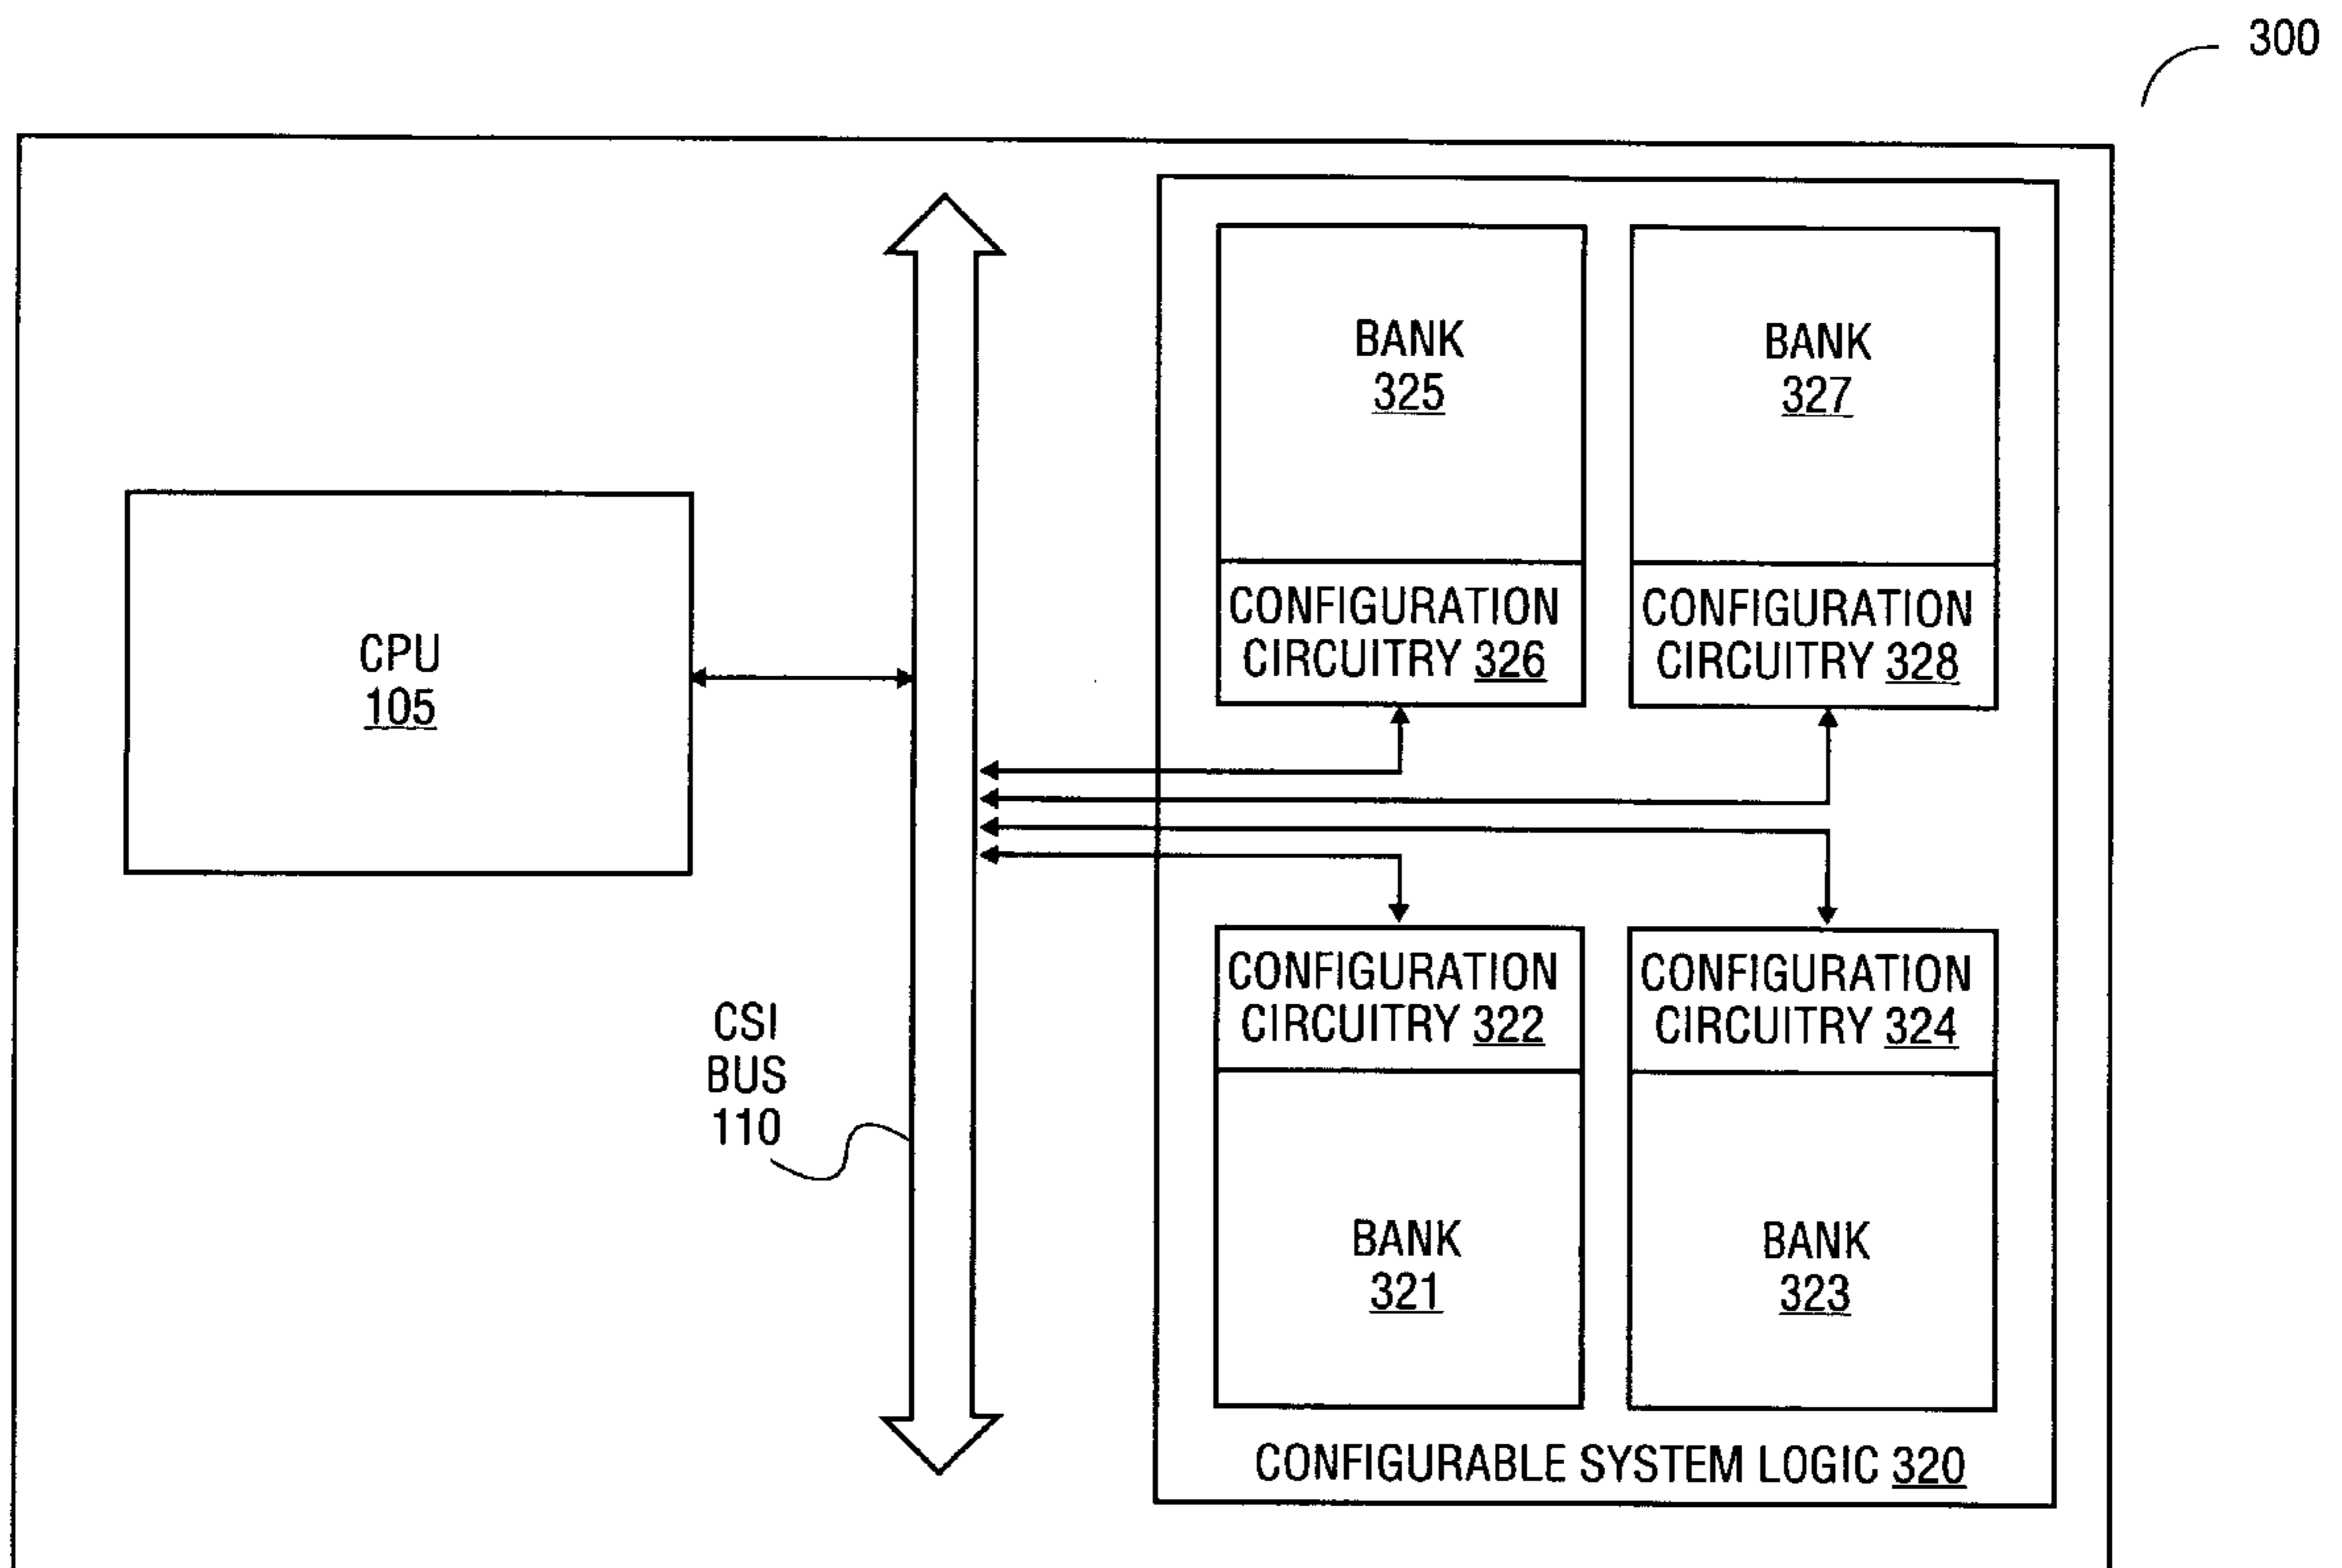 300
BANK
325
BANK
327
CONFIGURATION
CIRCUITRY 326
CONFIGURATION
CIRCUITRY 328
CPU
105
CSI
BUS
110
CONFIGURATION
CIRCUITRY 322
CONFIGURATION
CIRCUITRY 324
BANK
321
BANK
323
CONFIGURABLE SYSTEM LOGIC 320